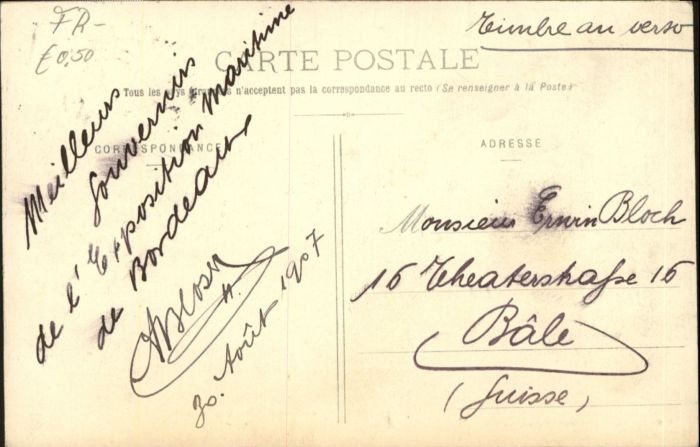 FR-
€0,50
Timbre au verso
CARTE POSTALE
Tous les pays étrangers n'acceptent pas la correspondance au recto (Se renseigner à la Poste)
CORRESPONDANCE
Meilleurs
souvenirs
de l'Exposition Maritime
de Bordeaux
30. Août 1907
ADRESSE
Monsieur Erwin Bloch
16 Theaterstraße 16
Bâle
(Suisse)